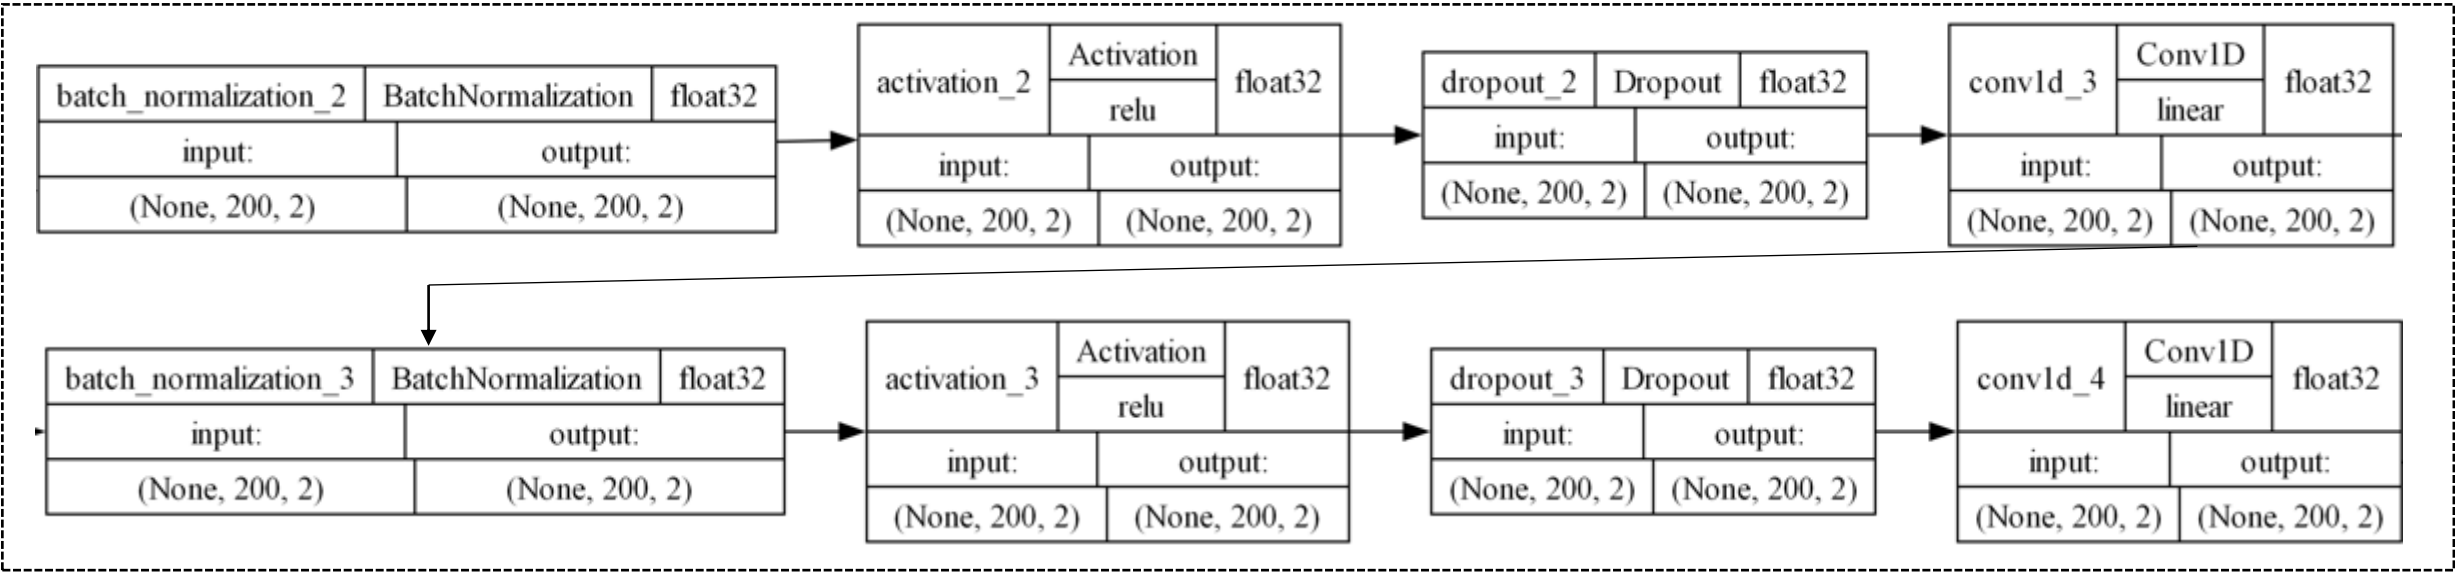 batch_normalization_2 BatchNormalization float32
input: output:
(None, 200, 2) (None, 200, 2)
activation_2 Activation float32
relu
input: output:
(None, 200, 2) (None, 200, 2)
dropout_2 Dropout float32
input: output:
(None, 200, 2) (None, 200, 2)
conv1d_3 Conv1D float32
linear
input: output:
(None, 200, 2) (None, 200, 2)
batch_normalization_3 BatchNormalization float32
input: output:
(None, 200, 2) (None, 200, 2)
activation_3 Activation float32
relu
input: output:
(None, 200, 2) (None, 200, 2)
dropout_3 Dropout float32
input: output:
(None, 200, 2) (None, 200, 2)
conv1d_4 Conv1D float32
linear
input: output:
(None, 200, 2) (None, 200, 2)